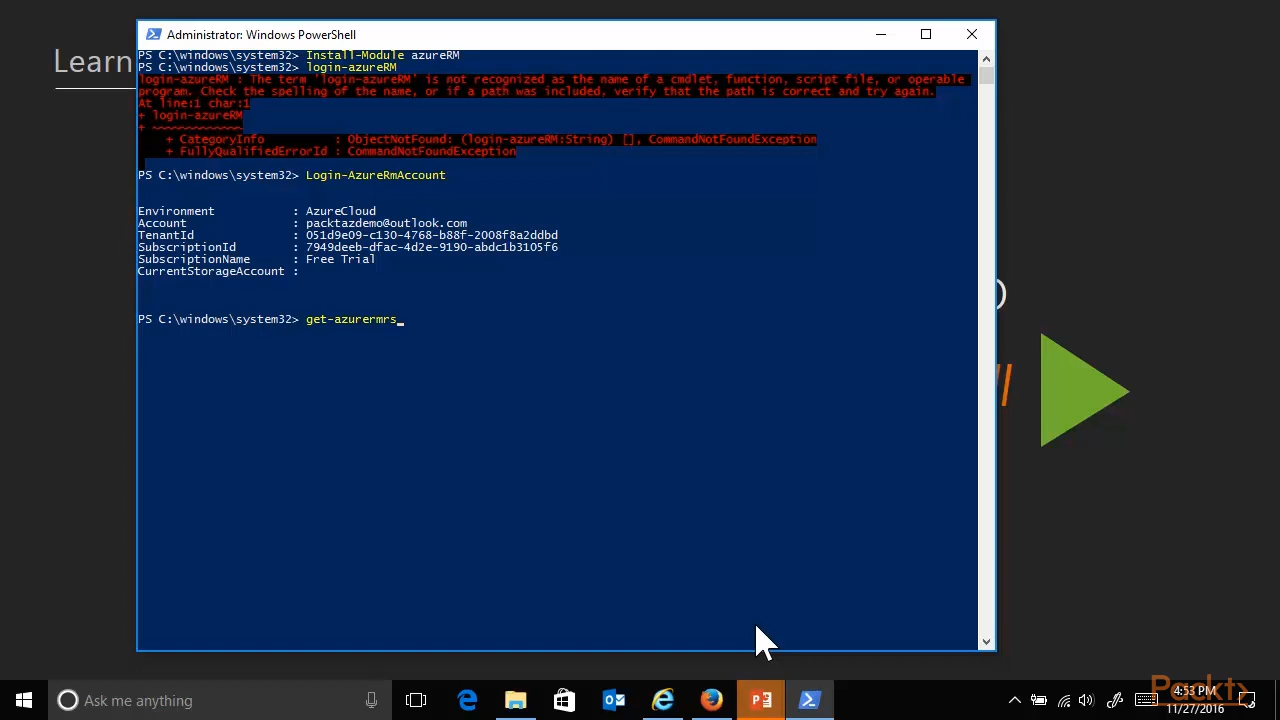 Learn
Administrator: Windows PowerShell
PS C:\windows\system32> Install-Module azureRM
PS C:\windows\system32> login-azureRM
login-azureRM : The term 'login-azureRM' is not recognized as the name of a cmdlet, function, script file, or operable
program. Check the spelling of the name, or if a path was included, verify that the path is correct and try again.
At line:1 char:1
+ login-azureRM
+ ~~~~~~~~~~~~~
+ CategoryInfo : ObjectNotFound: (login-azureRM:String) [], CommandNotFoundException
+ FullyQualifiedErrorId : CommandNotFoundException
PS C:\windows\system32> Login-AzureRmAccount
Environment : AzureCloud
Account : packtazdemo@outlook.com
TenantId : 051d9e09-c130-4768-b88f-2008f8a2ddbd
SubscriptionId : 7949deeb-dfac-4d2e-9190-abdc1b3105f6
SubscriptionName : Free Trial
CurrentStorageAccount :
PS C:\windows\system32> get-azurermrs_
Ask me anything
Packt>
4:53 PM
11/27/2016